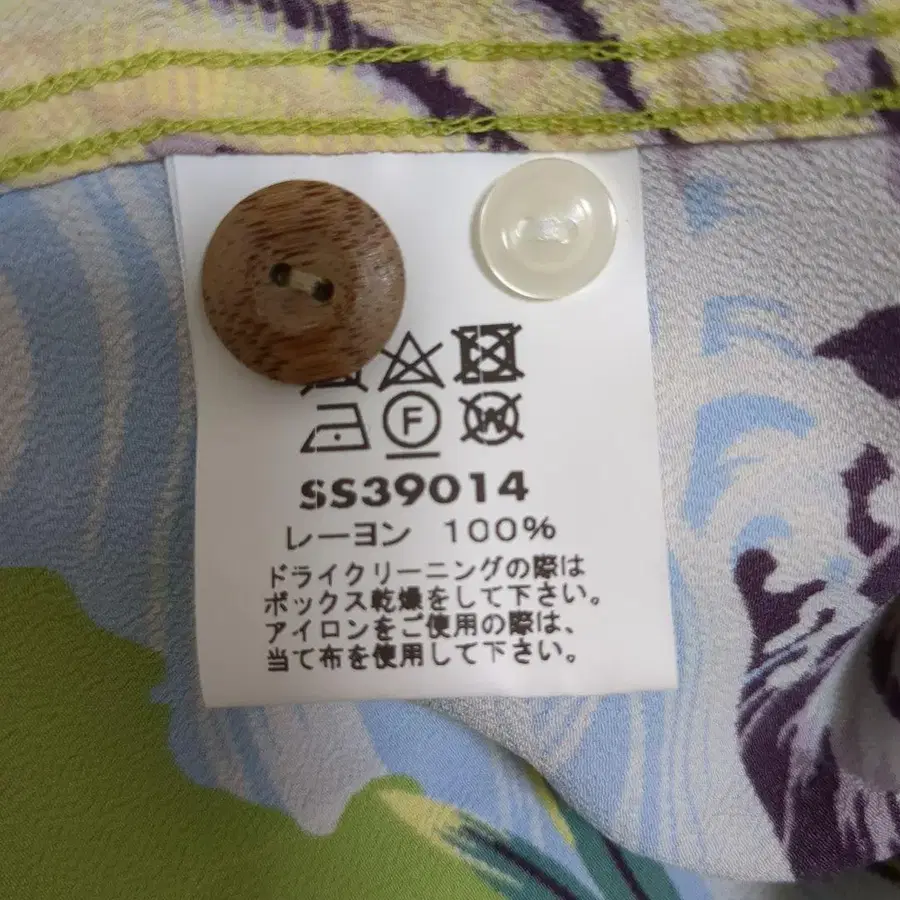 F W
SS39014
レーヨン 100%
ドライクリーニングの際は
ボックス乾燥をして下さい。
アイロンをご使用の際は、
当て布を使用して下さい。